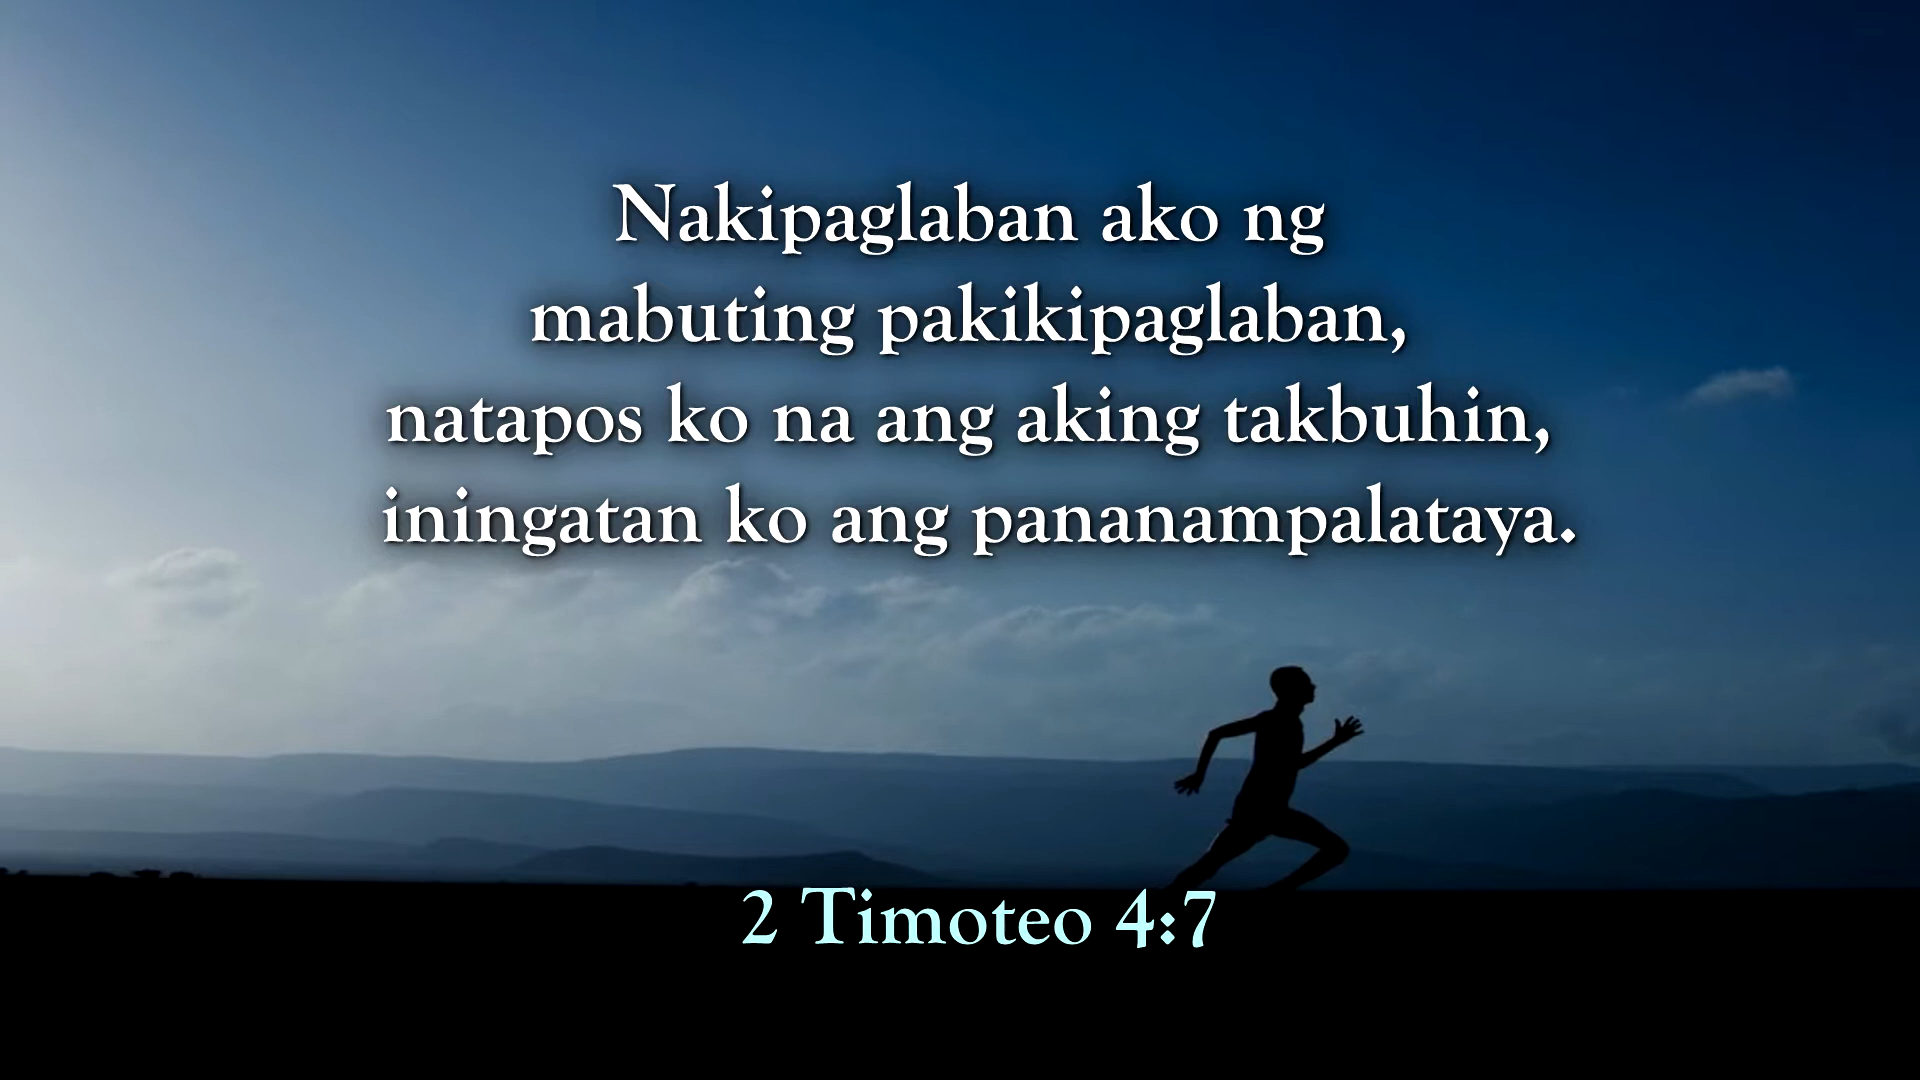 Nakipaglaban ako ng
mabuting pakikipaglaban,
natapos ko na ang aking takbuhin,
iningatan ko ang pananampalataya.
2 Timoteo 4:7